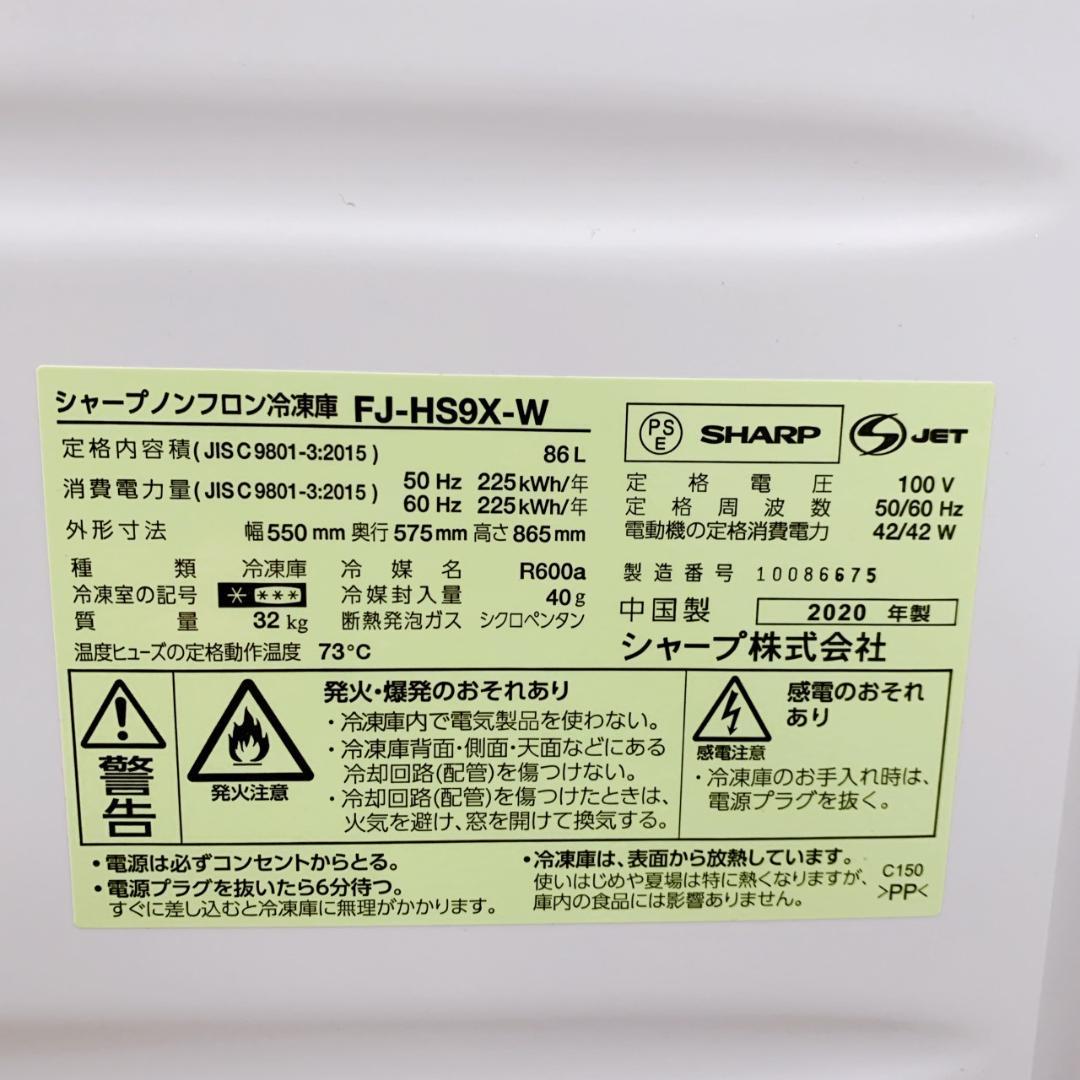 シャープノンフロン冷凍庫 FJ-HS9X-W
定格内容積(JIS C 9801-3:2015) 86 L
消費電力量(JIS C 9801-3:2015) 50 Hz 225 kWh/年
60 Hz 225 kWh/年
外形寸法 幅 550 mm 奥行 575 mm 高さ 865 mm
種類 冷凍庫 冷媒名 R600a
冷凍室の記号 * *** 冷媒封入量 40 g
質量 32 kg 断熱発泡ガス シクロペンタン
温度ヒューズの定格動作温度 73°C
PSE SHARP S JET
定格電圧 100 V
定格周波数 50/60 Hz
電動機の定格消費電力 42/42 W
製造番号 10086675
中国製 2020 年製
シャープ株式会社
警告
発火注意
発火・爆発のおそれあり
・冷凍庫内で電気製品を使わない。
・冷凍庫背面・側面・天面などにある
冷却回路(配管)を傷つけない。
・冷却回路(配管)を傷つけたときは、
火気を避け、窓を開けて換気する。
感電注意
感電のおそれ
あり
・冷凍庫のお手入れ時は、
電源プラグを抜く。
・電源は必ずコンセントからとる。
・電源プラグを抜いたら6分待つ。
すぐに差し込むと冷凍庫に無理がかかります。
・冷凍庫は、表面から放熱しています。
使いはじめや夏場は特に熱くなりますが、
庫内の食品には影響ありません。
C150
>PP<